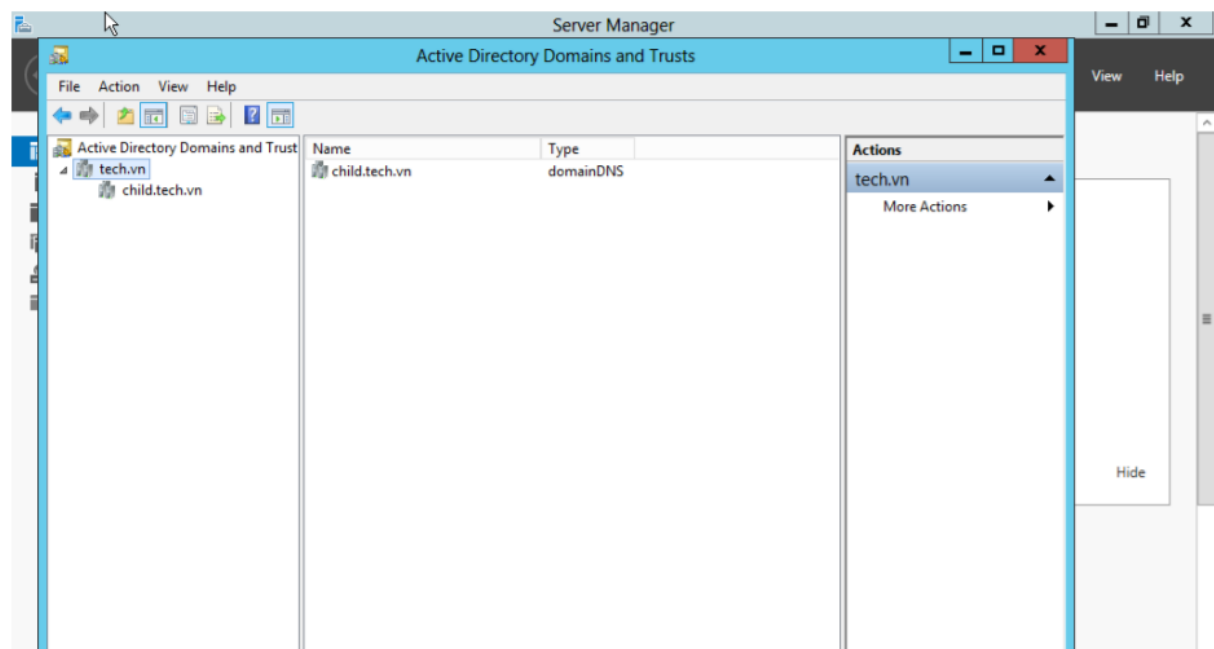 Server Manager
Active Directory Domains and Trusts
View Help
File Action View Help
Active Directory Domains and Trust
tech.vn
child.tech.vn
Name Type
child.tech.vn domainDNS
Actions
tech.vn
More Actions
Hide